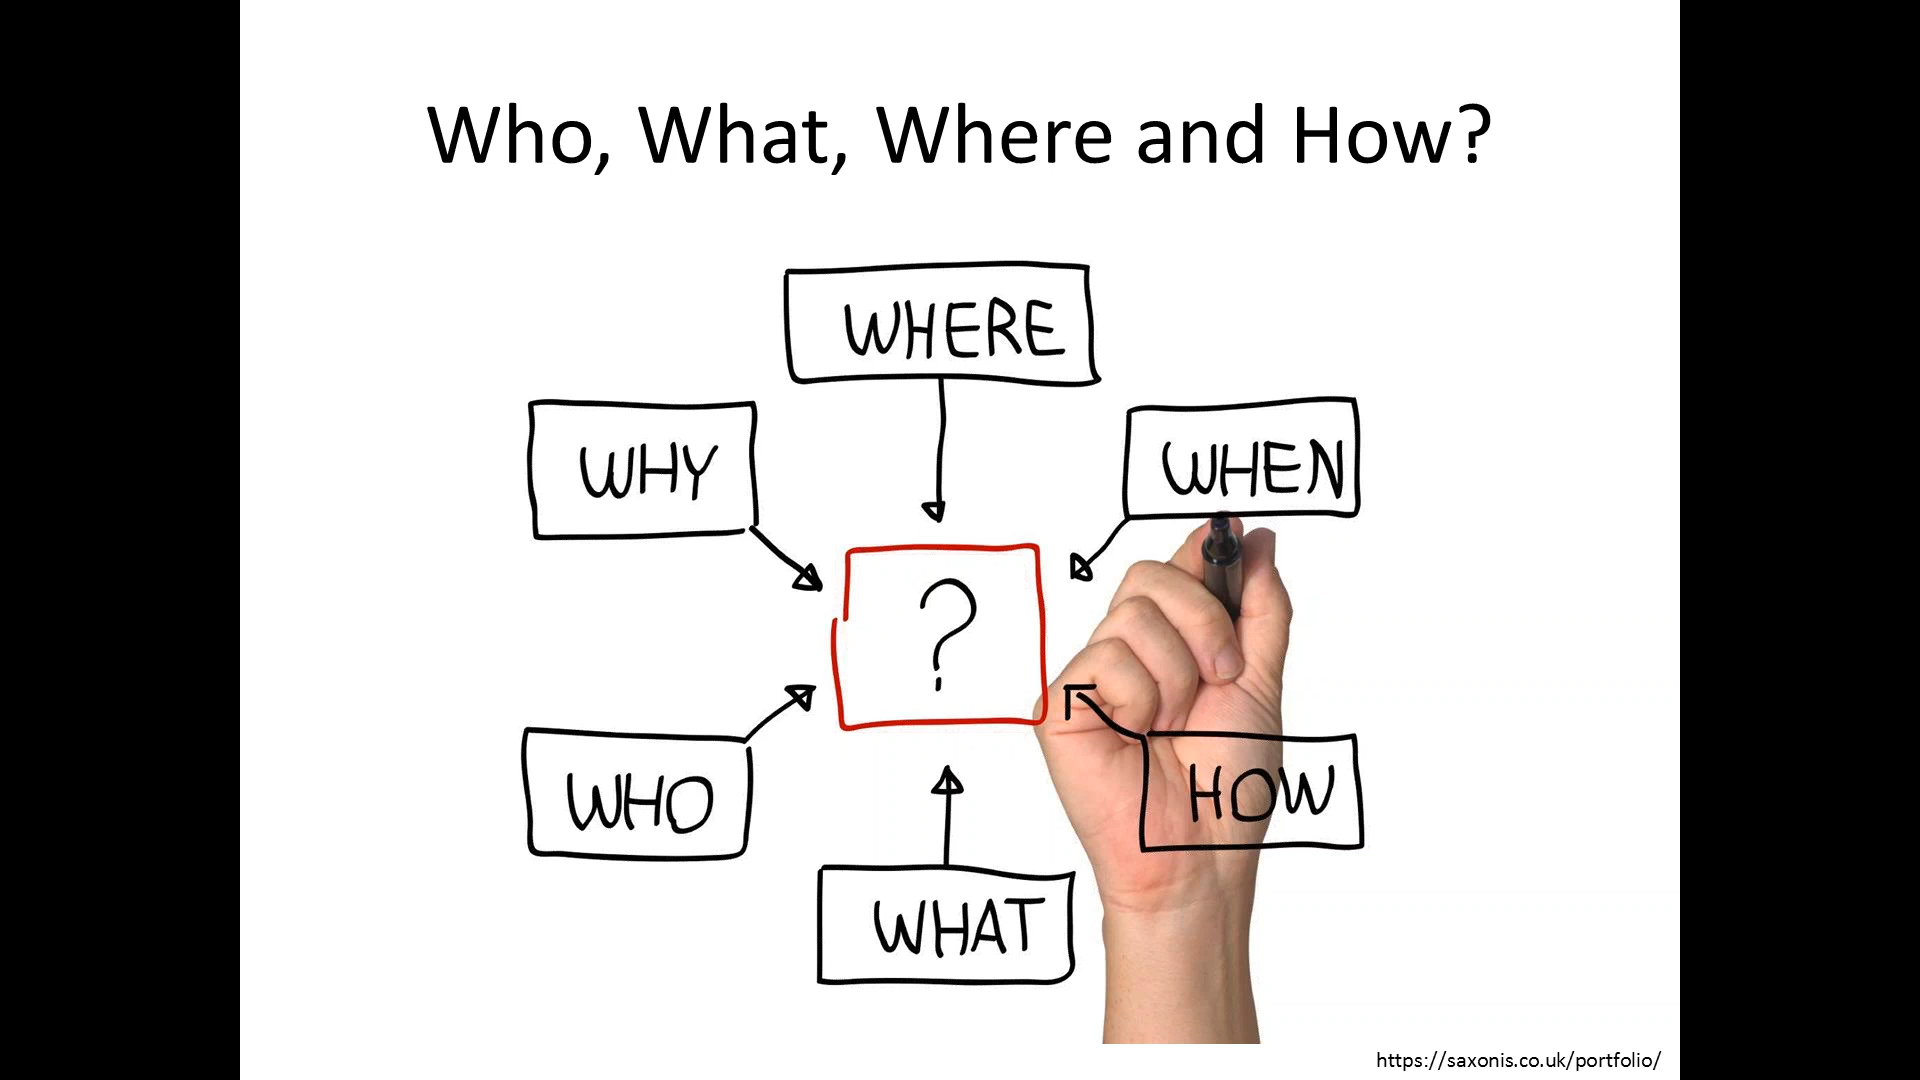 Who, What, Where and How?
WHERE
WHY
WHEN
?
WHO
HOW
WHAT
https://saxonis.co.uk/portfolio/